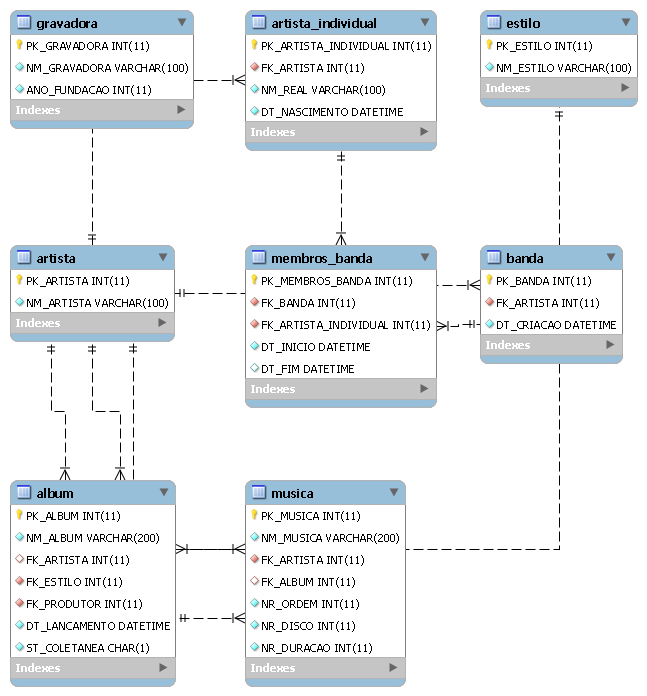 gravadora
PK_GRAVADORA INT(11)
NM_GRAVADORA VARCHAR(100)
ANO_FUNDACAO INT(11)
Indexes
artista_individual
PK_ARTISTA_INDIVIDUAL INT(11)
FK_ARTISTA INT(11)
NM_REAL VARCHAR(100)
DT_NASCIMENTO DATETIME
Indexes
estilo
PK_ESTILO INT(11)
NM_ESTILO VARCHAR(100)
Indexes
artista
PK_ARTISTA INT(11)
NM_ARTISTA VARCHAR(100)
Indexes
membros_banda
PK_MEMBROS_BANDA INT(11)
FK_BANDA INT(11)
FK_ARTISTA_INDIVIDUAL INT(11)
DT_INICIO DATETIME
DT_FIM DATETIME
Indexes
banda
PK_BANDA INT(11)
FK_ARTISTA INT(11)
DT_CRIACAO DATETIME
Indexes
album
PK_ALBUM INT(11)
NM_ALBUM VARCHAR(200)
FK_ARTISTA INT(11)
FK_ESTILO INT(11)
FK_PRODUTOR INT(11)
DT_LANCAMENTO DATETIME
ST_COLETANEA CHAR(1)
Indexes
musica
PK_MUSICA INT(11)
NM_MUSICA VARCHAR(200)
FK_ARTISTA INT(11)
FK_ALBUM INT(11)
NR_ORDEM INT(11)
NR_DISCO INT(11)
NR_DURACAO INT(11)
Indexes